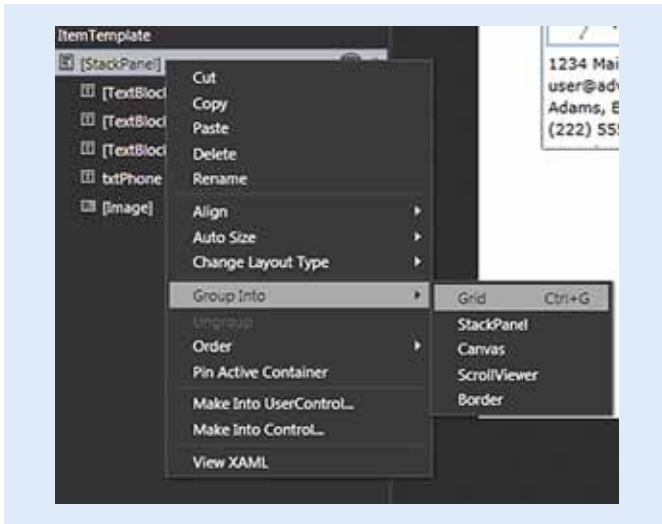 ItemTemplate
[StackPanel]
[TextBloc
[TextBloc
[TextBloc
txtPhone
[Image]
Cut
Copy
Paste
Delete
Rename
Align
Auto Size
Change Layout Type
Group Into
Ungroup
Order
Pin Active Container
Make Into UserControl...
Make Into Control...
View XAML
Grid Ctrl+G
StackPanel
Canvas
ScrollViewer
Border
1234 Mai
user@adv
Adams,
(222) 55